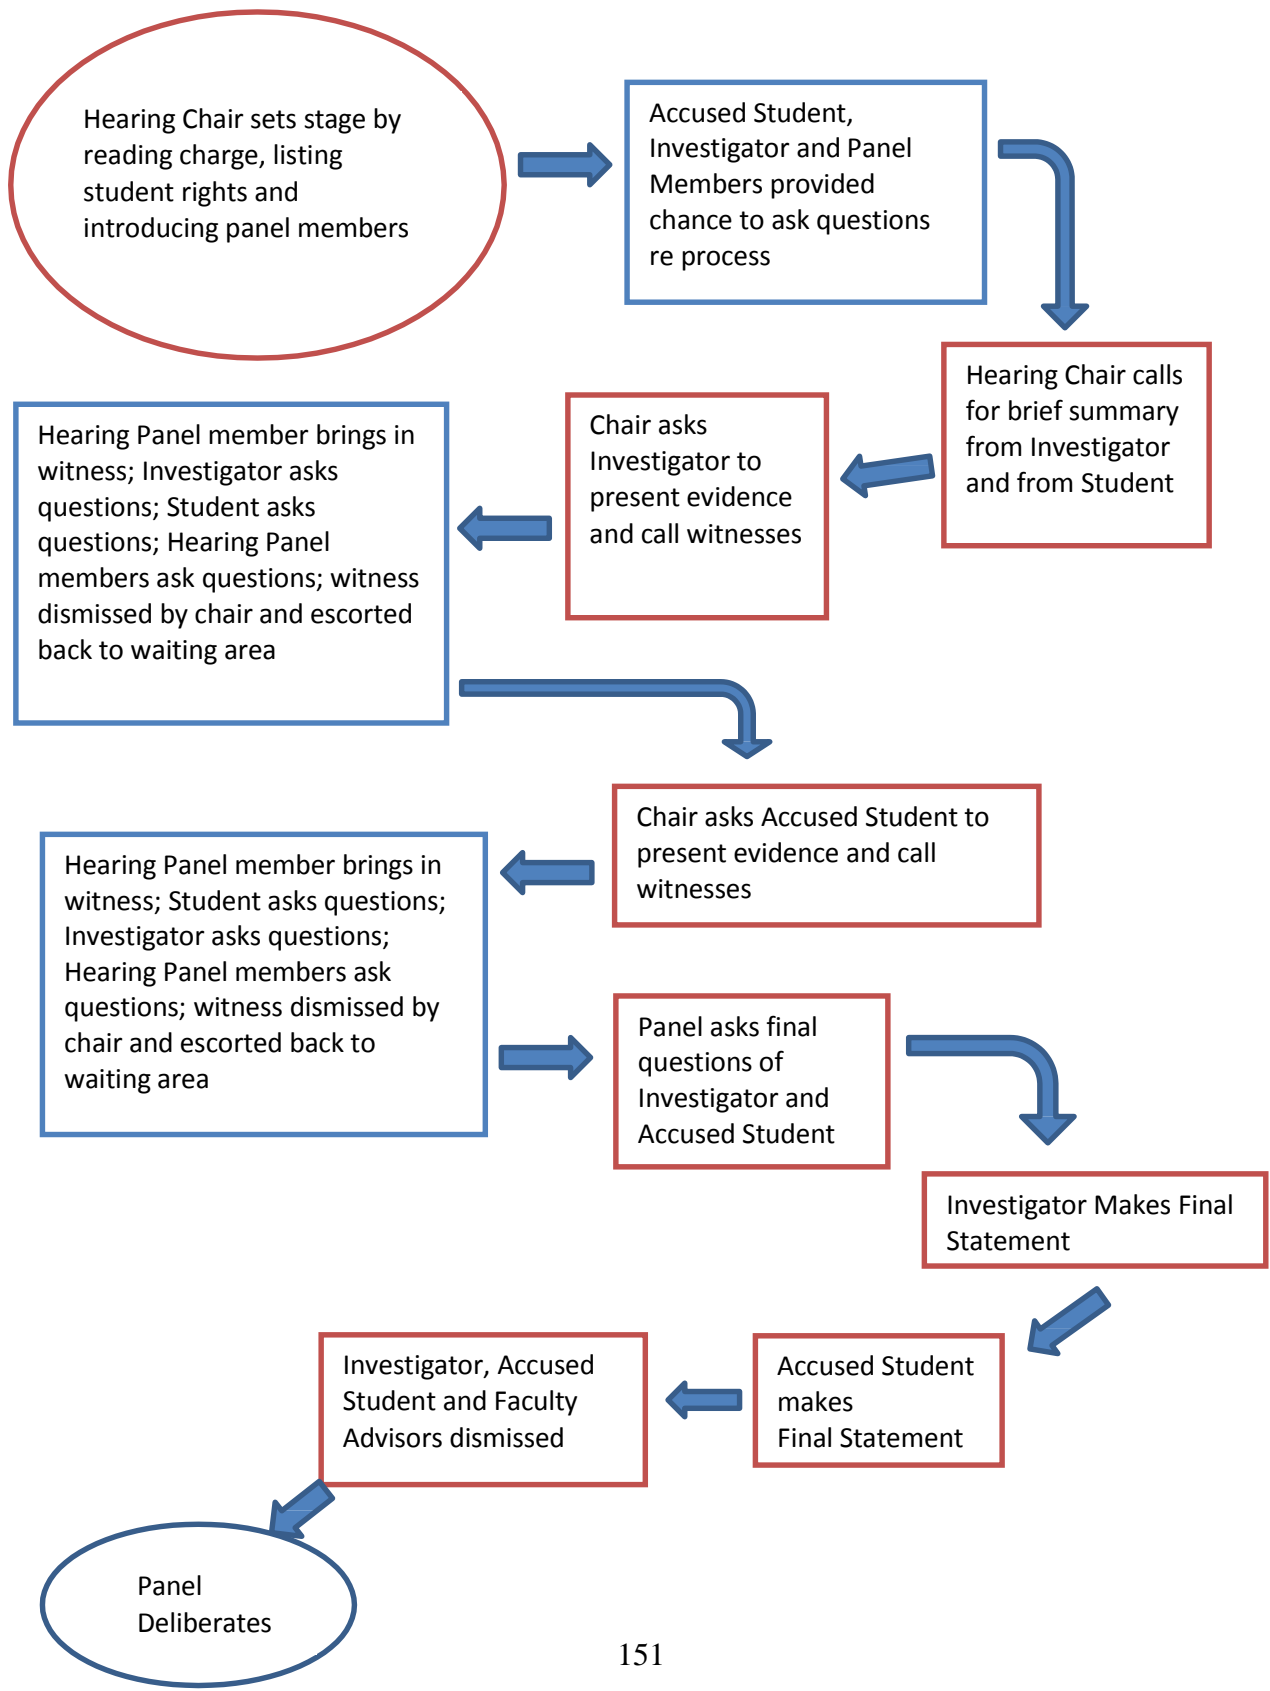 Hearing Chair sets stage by
reading charge, listing
student rights and
introducing panel members
Accused Student,
Investigator and Panel
Members provided
chance to ask questions
re process
Hearing Chair calls
for brief summary
from Investigator
and from Student
Chair asks
Investigator to
present evidence
and call witnesses
Hearing Panel member brings in
witness; Investigator asks
questions; Student asks
questions; Hearing Panel
members ask questions; witness
dismissed by chair and escorted
back to waiting area
Chair asks Accused Student to
present evidence and call
witnesses
Hearing Panel member brings in
witness; Student asks questions;
Investigator asks questions;
Hearing Panel members ask
questions; witness dismissed by
chair and escorted back to
waiting area
Panel asks final
questions of
Investigator and
Accused Student
Investigator Makes Final
Statement
Accused Student
makes
Final Statement
Investigator, Accused
Student and Faculty
Advisors dismissed
Panel
Deliberates
151